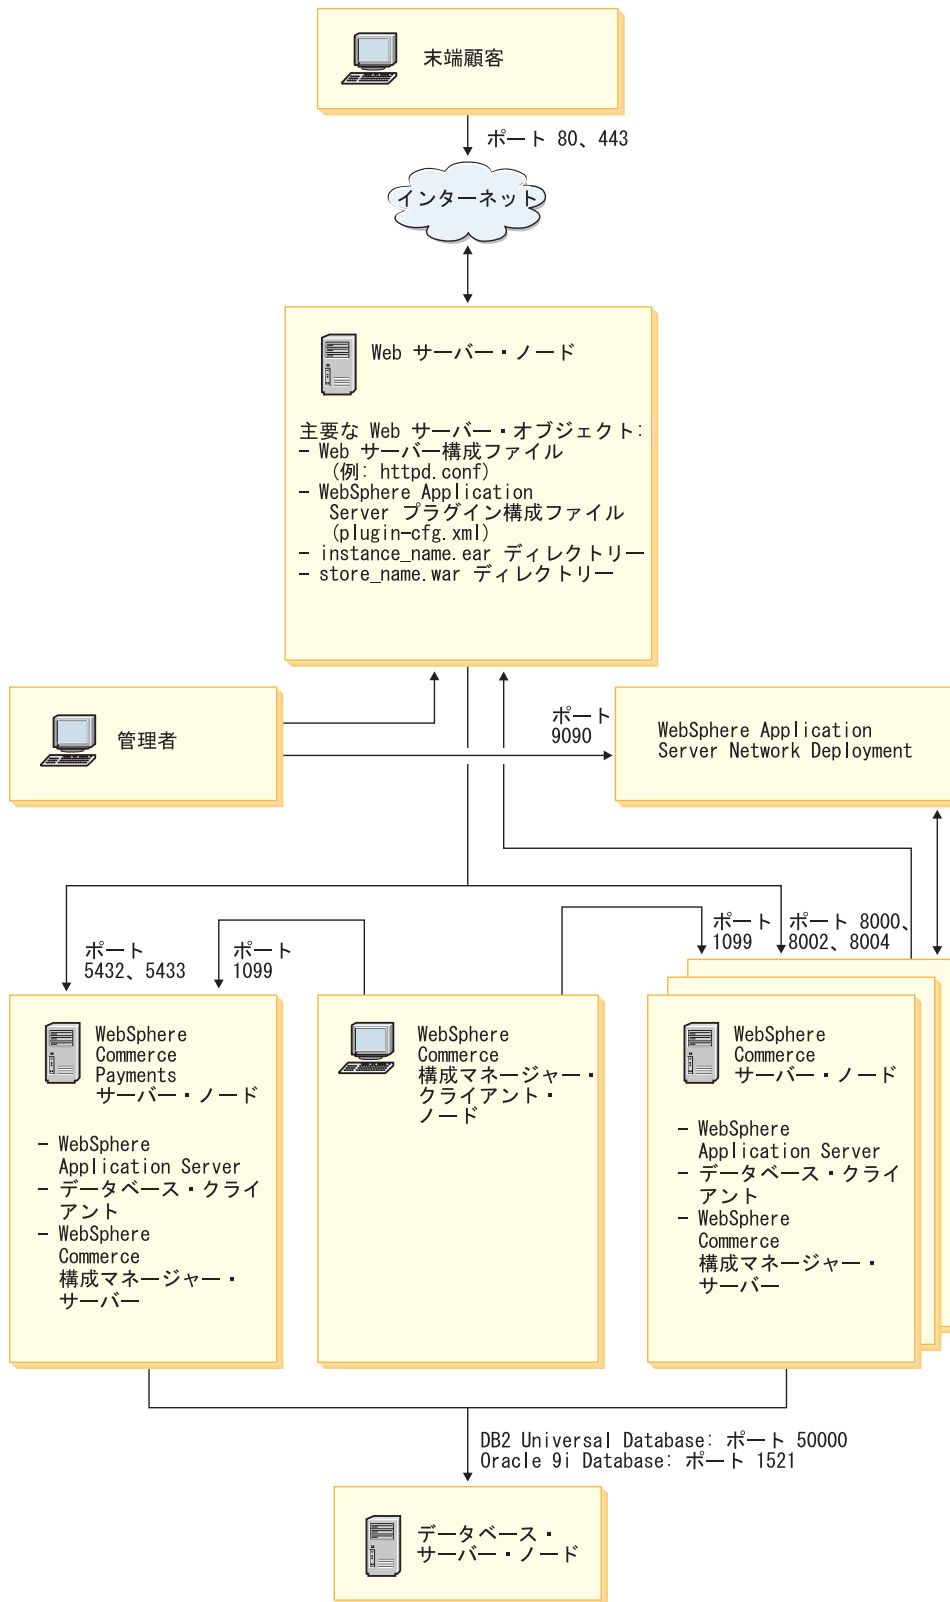 末端顧客
ポート 80、443
インターネット
Web サーバー・ノード
主要な Web サーバー・オブジェクト:
- Web サーバー構成ファイル
(例: httpd.conf)
- WebSphere Application
Server プラグイン構成ファイル
(plugin-cfg.xml)
- instance_name.ear ディレクトリー
- store_name.war ディレクトリー
管理者
ポート
9090
WebSphere Application
Server Network Deployment
ポート
5432、5433
ポート
1099
ポート
1099
ポート 8000、
8002、8004
WebSphere
Commerce
Payments
サーバー・ノード
- WebSphere
Application Server
- データベース・クライ
アント
- WebSphere
Commerce
構成マネージャー・
サーバー
WebSphere
Commerce
構成マネージャー・
クライアント・
ノード
WebSphere
Commerce
サーバー・ノード
- WebSphere
Application Server
- データベース・クライ
アント
- WebSphere
Commerce
構成マネージャー・
サーバー
DB2 Universal Database: ポート 50000
Oracle 9i Database: ポート 1521
データベース・
サーバー・ノード